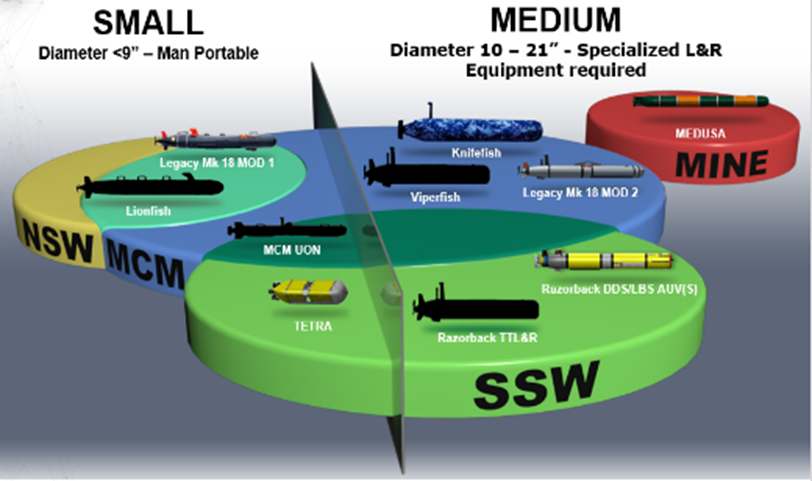 SMALL
Diameter <9” – Man Portable
MEDIUM
Diameter 10 – 21” - Specialized L&R
Equipment required
MEDUSA
MINE
Knifefish
Legacy Mk 18 MOD 1
Viperfish
Legacy Mk 18 MOD 2
Lionfish
NSW
MCM
MCM UON
Ruzorback DDS/LBS AUV(S)
TETRA
Razorback TTL&R
SSW